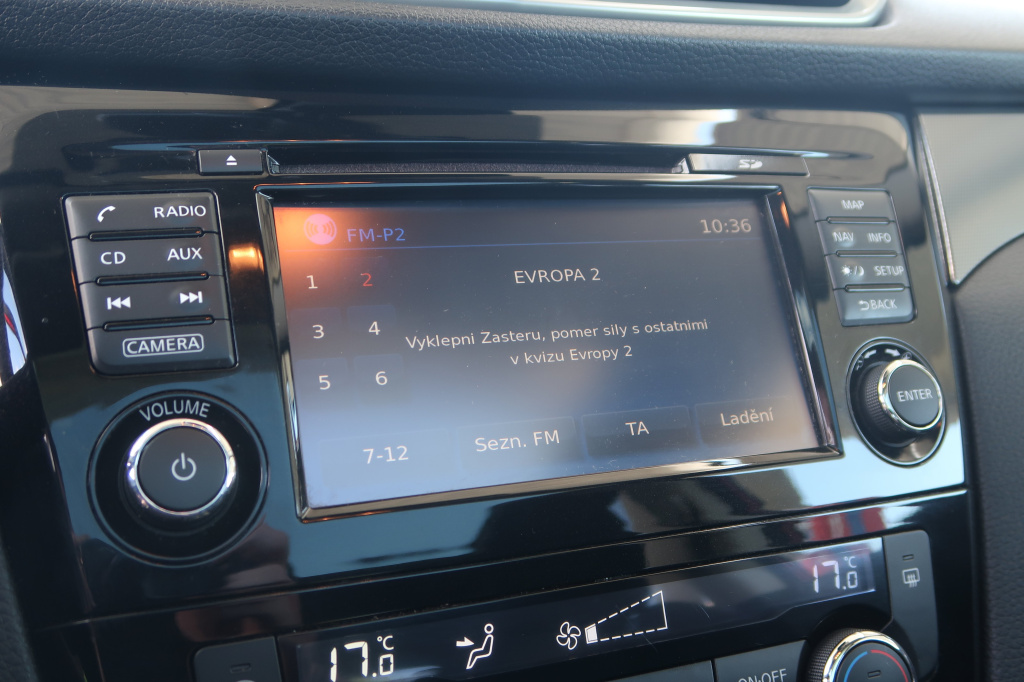 RADIO
CD AUX
CAMERA
VOLUME
FM-P2 10:36
1 2 EVROPA 2
3 4
Vyklepni Zasteru, pomer sily s ostatnimi
v kvizu Evropy 2
5 6
7-12 Sezn. FM TA Ladění
MAP
NAV INFO
SETUP
BACK
ENTER
17.0 °C
17.0 °C
ON·OFF